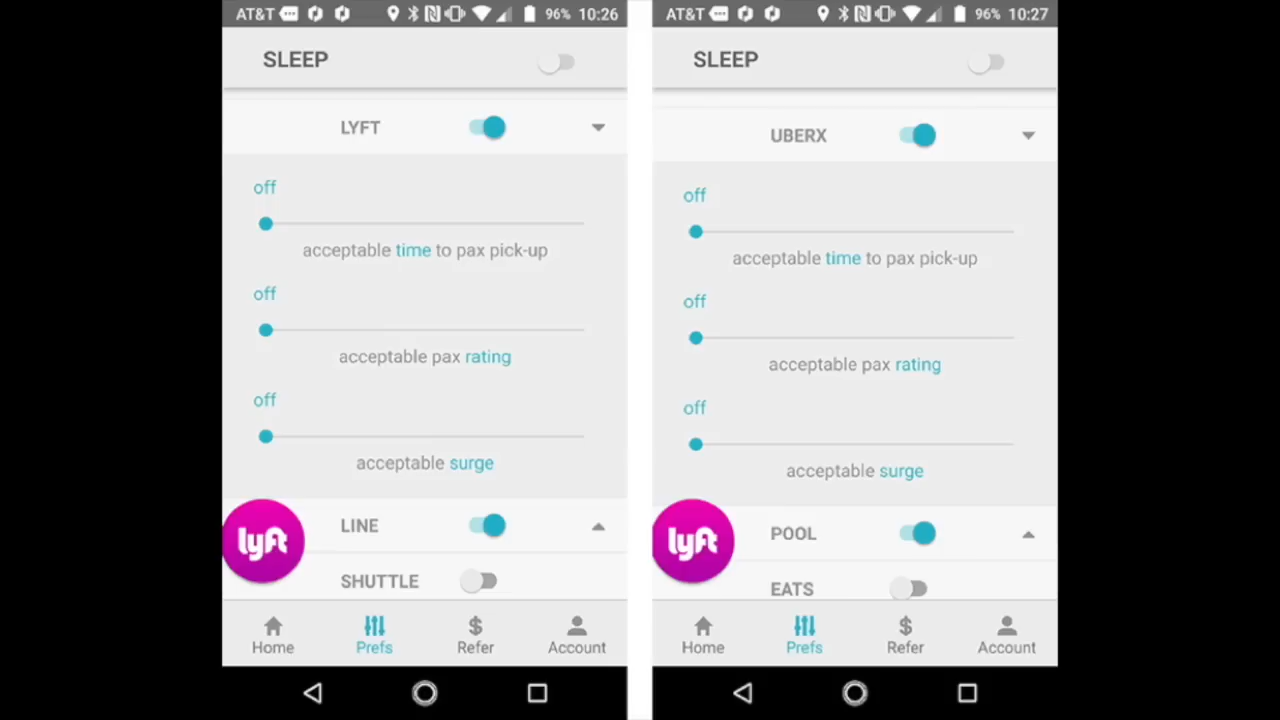 AT&T 96% 10:26
SLEEP
LYFT
off
acceptable time to pax pick-up
off
acceptable pax rating
off
acceptable surge
lyft
LINE
SHUTTLE
Home Prefs Refer Account
AT&T 96% 10:27
SLEEP
UBERX
off
acceptable time to pax pick-up
off
acceptable pax rating
off
acceptable surge
lyft
POOL
EATS
Home Prefs Refer Account